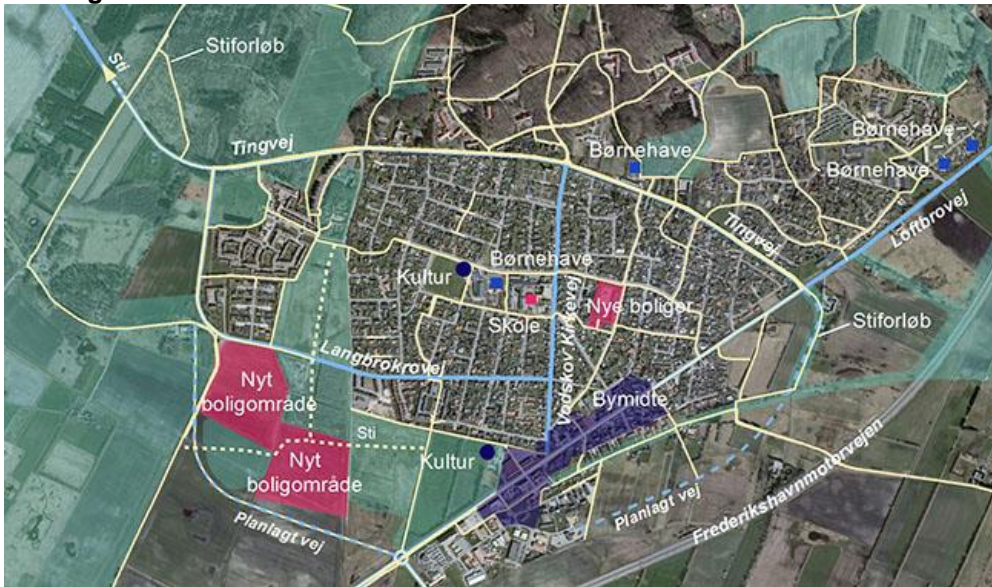 Stiforløb
Sti
Tingvej
Børnehave
Børnehave
Børnehave
Løftbrovej
Tingvej
Børnehave
Kultur
Skole
Vodskov Kirkevej
Nye boliger
Stiforløb
Langbrokrovej
Nyt
boligområde
Bymidte
Sti
Kultur
Nyt
boligområde
Planlagt vej
Planlagt vej
Frederikshavnmotorvejen